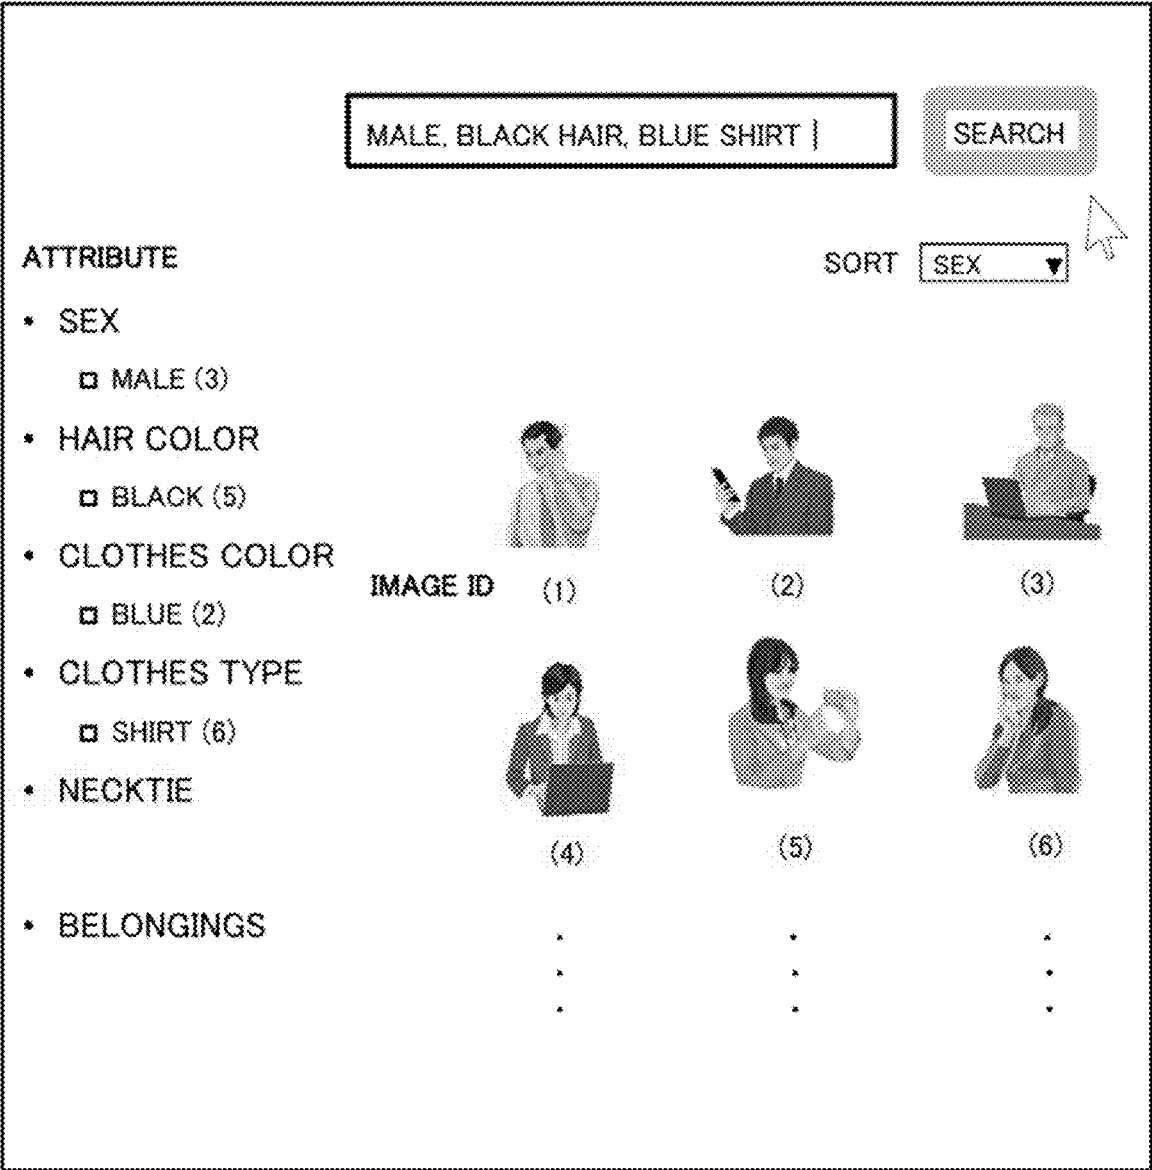 MALE, BLACK HAIR, BLUE SHIRT
SEARCH
ATTRIBUTE
SORT
SEX ▼
• SEX
MALE (3)
• HAIR COLOR
BLACK (5)
• CLOTHES COLOR
BLUE (2)
• CLOTHES TYPE
SHIRT (6)
• NECKTIE
• BELONGINGS
IMAGE ID
(1)
(2)
(3)
(4)
(5)
(6)